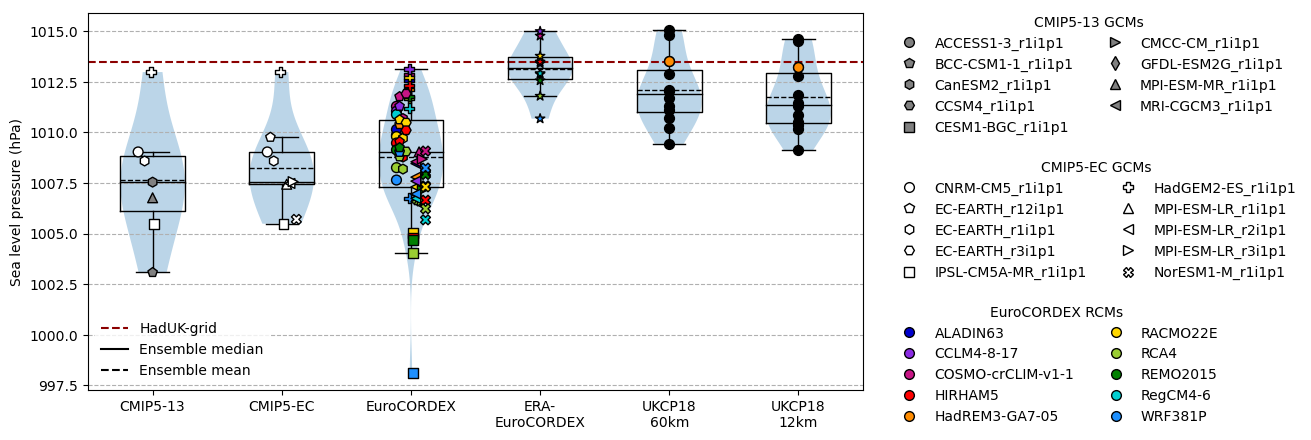 Sea level pressure (hPa)
1015.0
1012.5
1010.0
1007.5
1005.0
1002.5
1000.0
997.5
HadUK-grid
Ensemble median
Ensemble mean
CMIP5-13
CMIP5-EC
EuroCORDEX
ERA-
EuroCORDEX
UKCP18
60km
UKCP18
12km
CMIP5-13 GCMs
ACCESS1-3_r1i1p1
BCC-CSM1-1_r1i1p1
CanESM2_r1i1p1
CCSM4_r1i1p1
CESM1-BGC_r1i1p1
CMCC-CM_r1i1p1
GFDL-ESM2G_r1i1p1
MPI-ESM-MR_r1i1p1
MRI-CGCM3_r1i1p1
CMIP5-EC GCMs
CNRM-CM5_r1i1p1
EC-EARTH_r12i1p1
EC-EARTH_r1i1p1
EC-EARTH_r3i1p1
IPSL-CM5A-MR_r1i1p1
HadGEM2-ES_r1i1p1
MPI-ESM-LR_r1i1p1
MPI-ESM-LR_r2i1p1
MPI-ESM-LR_r3i1p1
NorESM1-M_r1i1p1
EuroCORDEX RCMs
ALADIN63
CCLM4-8-17
COSMO-crCLIM-v1-1
HIRHAM5
HadREM3-GA7-05
RACMO22E
RCA4
REMO2015
RegCM4-6
WRF381P